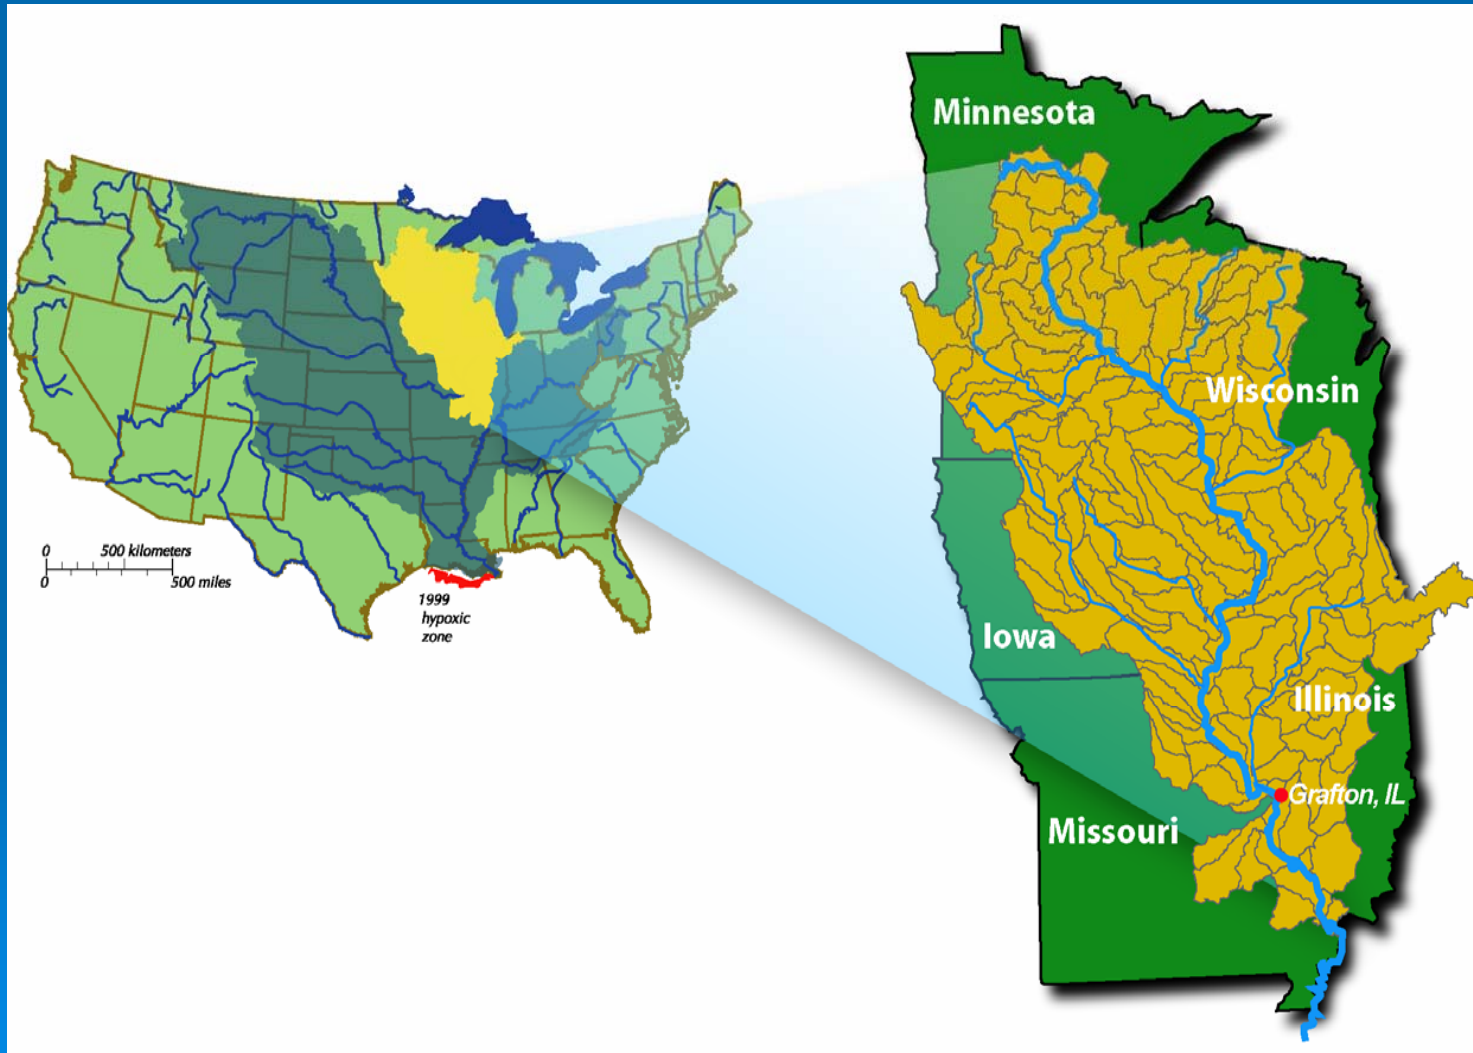 0
500 kilometers
0
500 miles
1999
hypoxic
zone
Minnesota
Wisconsin
Iowa
Illinois
Grafton, IL
Missouri